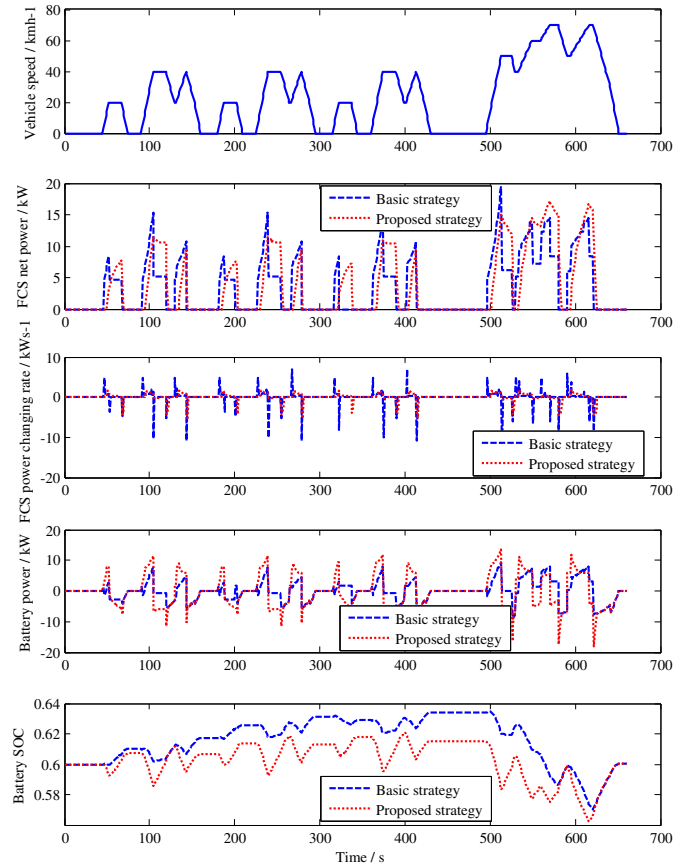 80
60
40
20
0
Vehicle speed / kmh-1
0 100 200 300 400 500 600 700
20
15
10
5
0
FCS net power / kW
Basic strategy
Proposed strategy
0 100 200 300 400 500 600 700
10
0
-10
-20
FCS power changing rate / kWs-1
Basic strategy
Proposed strategy
0 100 200 300 400 500 600 700
20
10
0
-10
-20
Battery power / kW
Basic strategy
Proposed strategy
0 100 200 300 400 500 600 700
0.64
0.62
0.6
0.58
Battery SOC
Basic strategy
Proposed strategy
0 100 200 300 400 500 600 700
Time / s